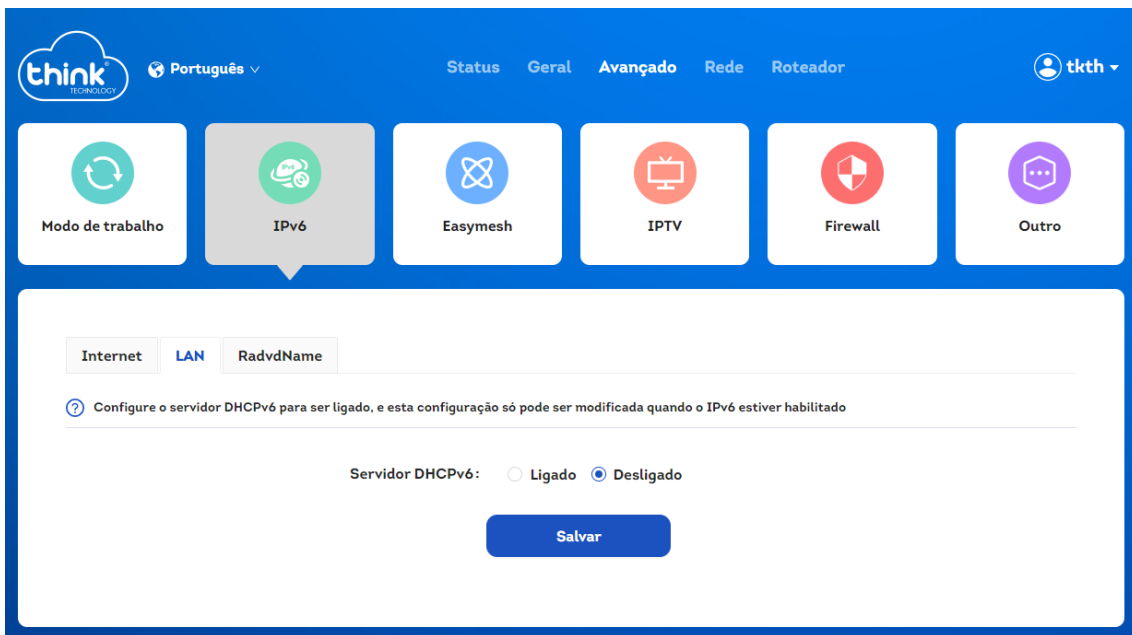 think
TECHNOLOGY
Português
Status Geral Avançado Rede Roteador
tkth
Modo de trabalho
IPv6
IPv6
Easymesh
IPTV
Firewall
Outro
Internet LAN RadvdName
? Configure o servidor DHCPv6 para ser ligado, e esta configuração só pode ser modificada quando o IPv6 estiver habilitado
Servidor DHCPv6: Ligado Desligado
Salvar